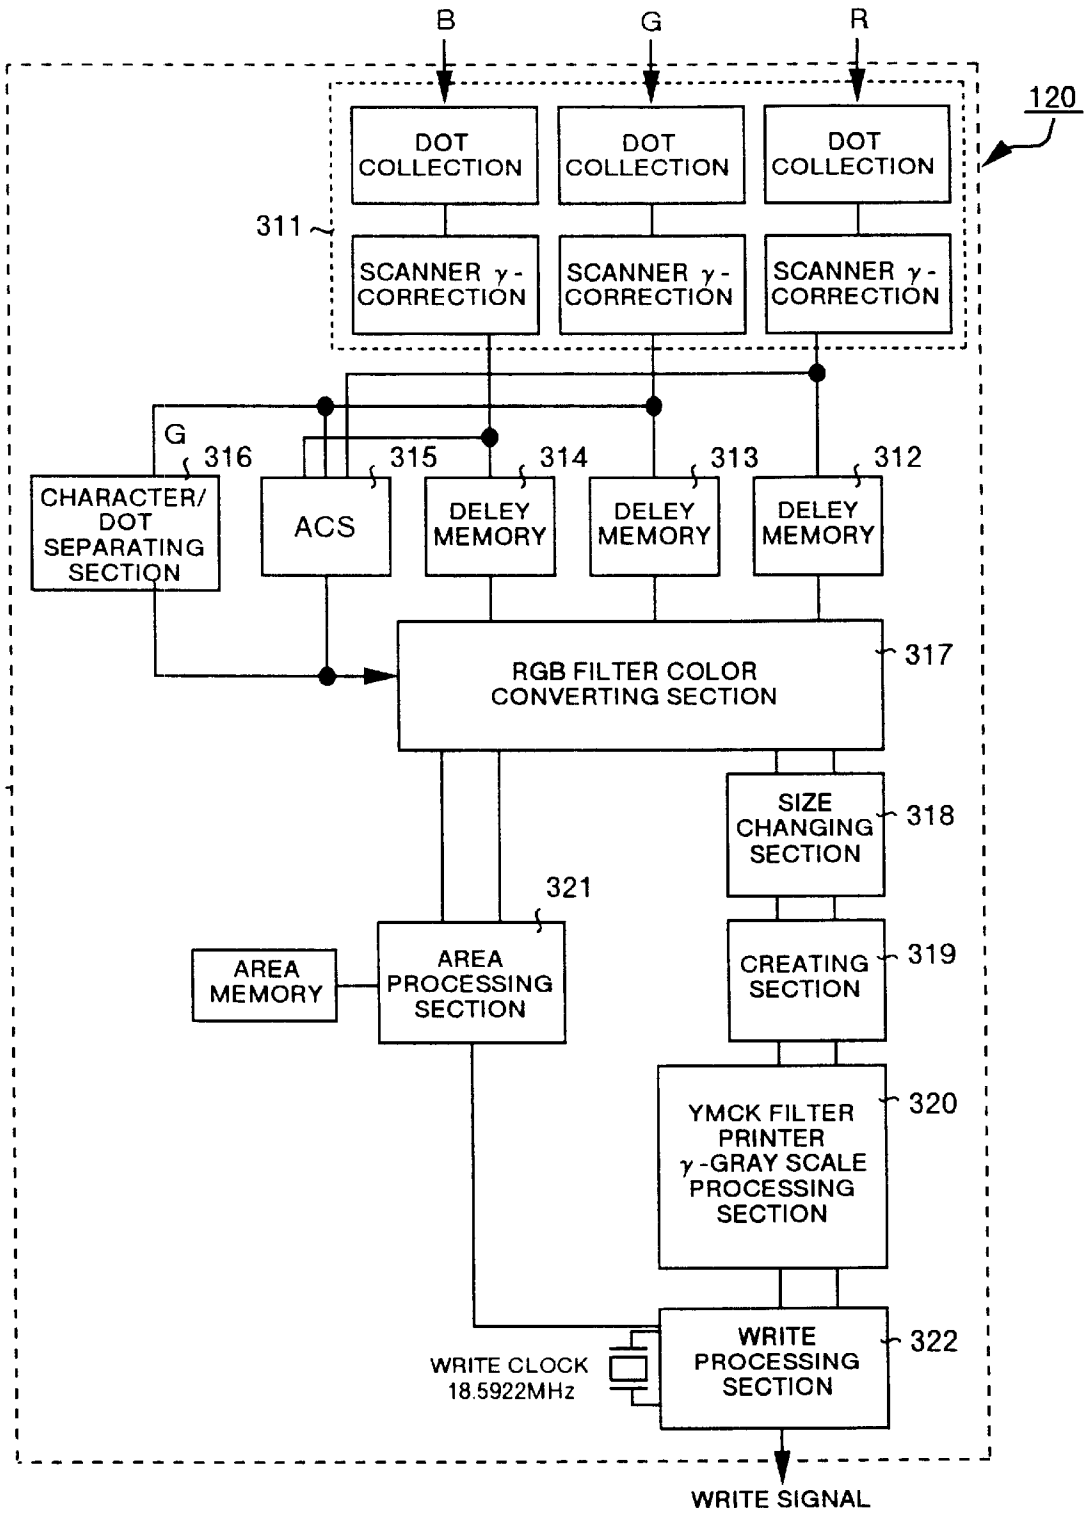 B
G
R
120
DOT
COLLECTION
DOT
COLLECTION
DOT
COLLECTION
311
SCANNER γ-
CORRECTION
SCANNER γ-
CORRECTION
SCANNER γ-
CORRECTION
G
316
315
314
313
312
CHARACTER/
DOT
SEPARATING
SECTION
ACS
DELEY
MEMORY
DELEY
MEMORY
DELEY
MEMORY
RGB FILTER COLOR
CONVERTING SECTION
317
SIZE
CHANGING
SECTION
318
321
AREA
MEMORY
AREA
PROCESSING
SECTION
CREATING
SECTION
319
YMCK FILTER
PRINTER
γ-GRAY SCALE
PROCESSING
SECTION
320
WRITE CLOCK
18.5922MHz
WRITE
PROCESSING
SECTION
322
WRITE SIGNAL